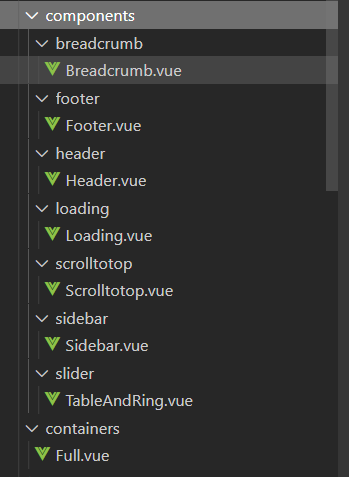 components
breadcrumb
Breadcrumb.vue
footer
Footer.vue
header
Header.vue
loading
Loading.vue
scrolltotop
Scrolltotop.vue
sidebar
Sidebar.vue
slider
TableAndRing.vue
containers
Full.vue